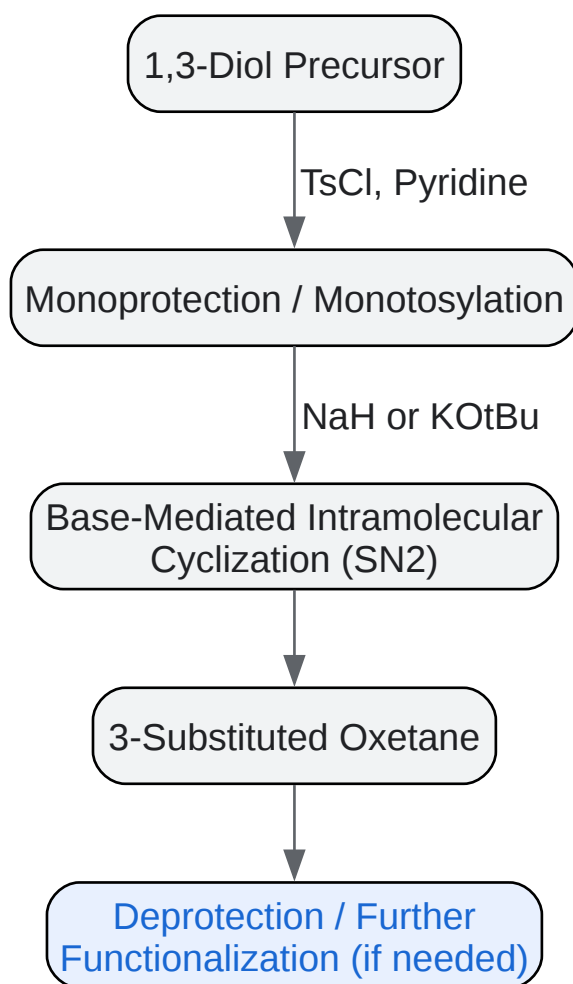 1,3-Diol Precursor
TsCl, Pyridine
Monoprotection / Monotosylation
NaH or KOtBu
Base-Mediated Intramolecular
Cyclization (SN2)
3-Substituted Oxetane
Deprotection / Further
Functionalization (if needed)